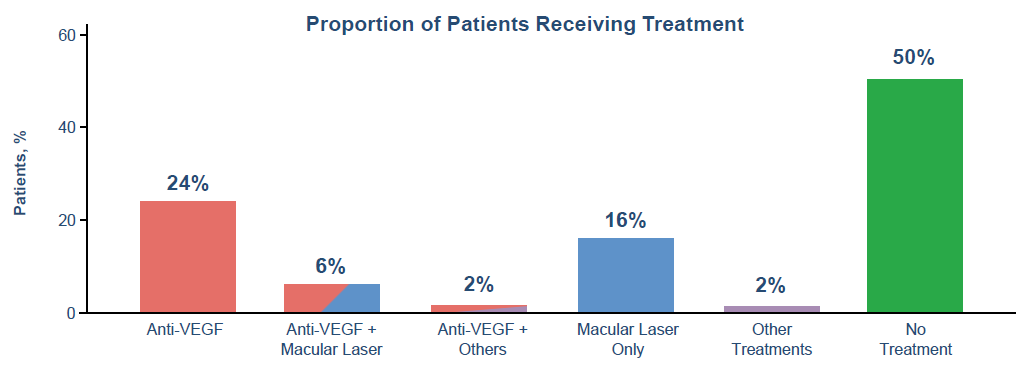 Proportion of Patients Receiving Treatment
Patients, %
60
40
20
0
24%
6%
2%
16%
2%
50%
Anti-VEGF
Anti-VEGF +
Macular Laser
Anti-VEGF +
Others
Macular Laser
Only
Other
Treatments
No
Treatment